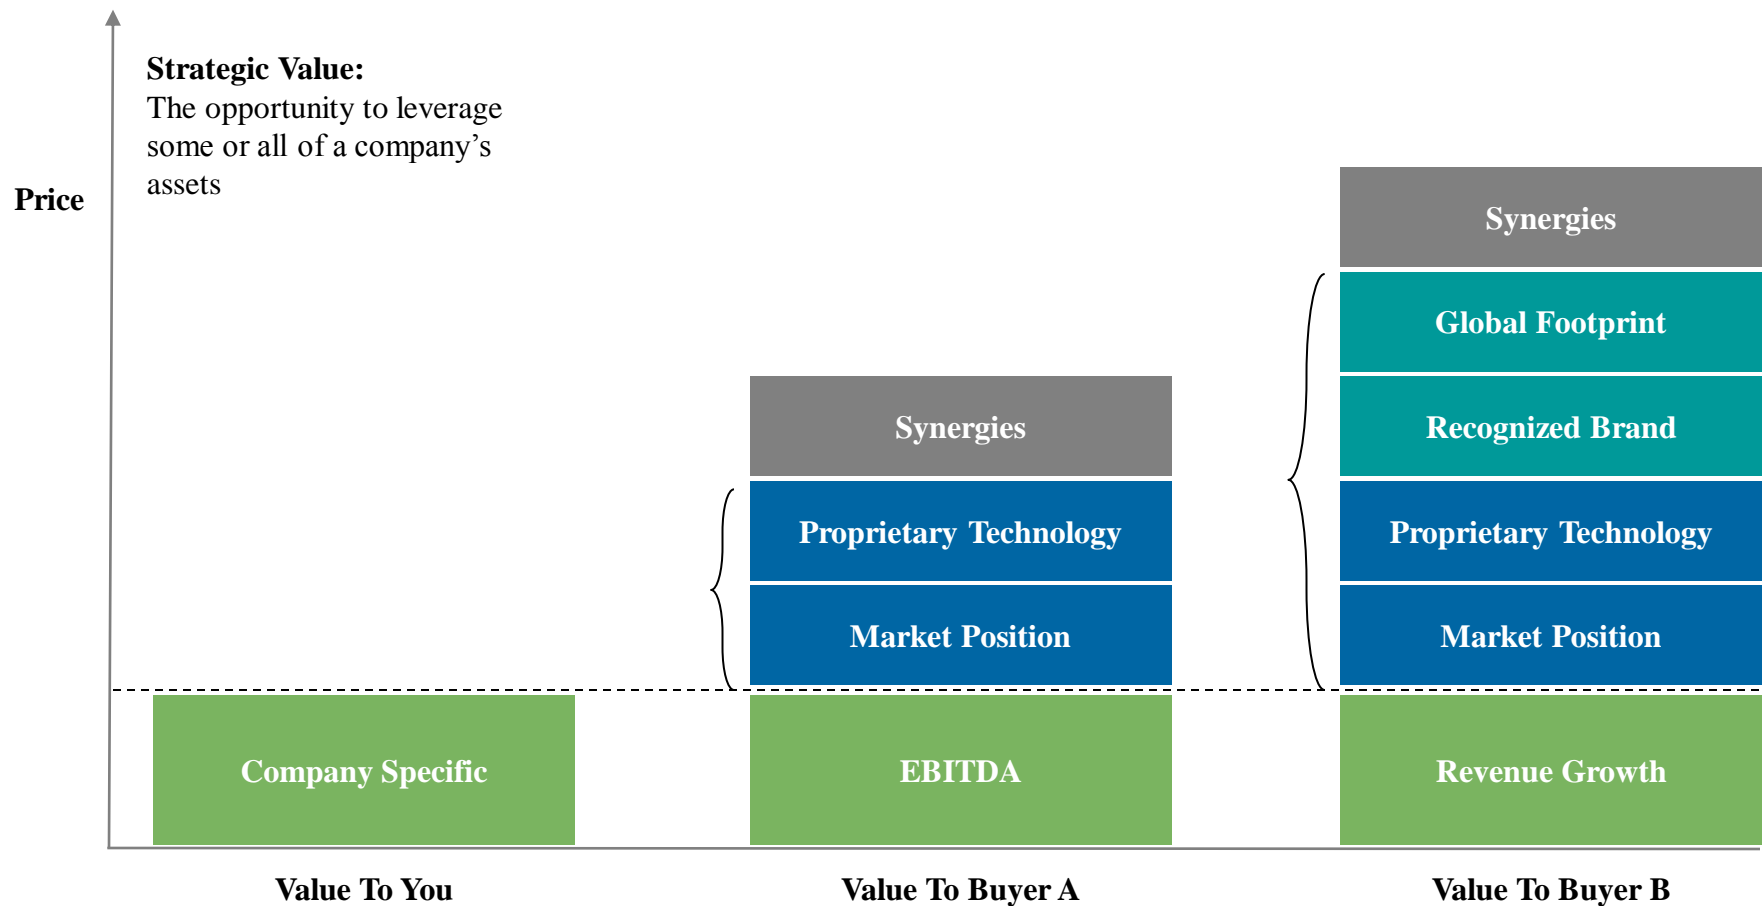 Strategic Value:
The opportunity to leverage
some or all of a company’s
assets
Price
Synergies
Global Footprint
Synergies
Recognized Brand
Proprietary Technology
Proprietary Technology
Market Position
Market Position
Company Specific
EBITDA
Revenue Growth
Value To You
Value To Buyer A
Value To Buyer B